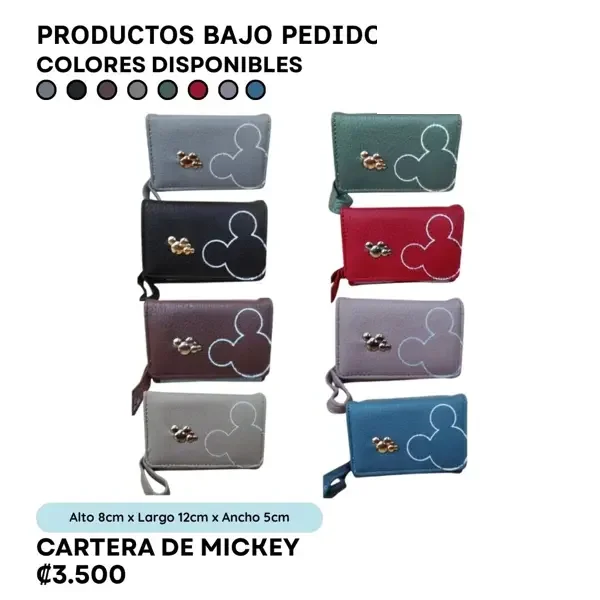 PRODUCTOS BAJO PEDIDO
COLORES DISPONIBLES
Alto 8cm x Largo 12cm x Ancho 5cm
CARTERA DE MICKEY
₡3.500